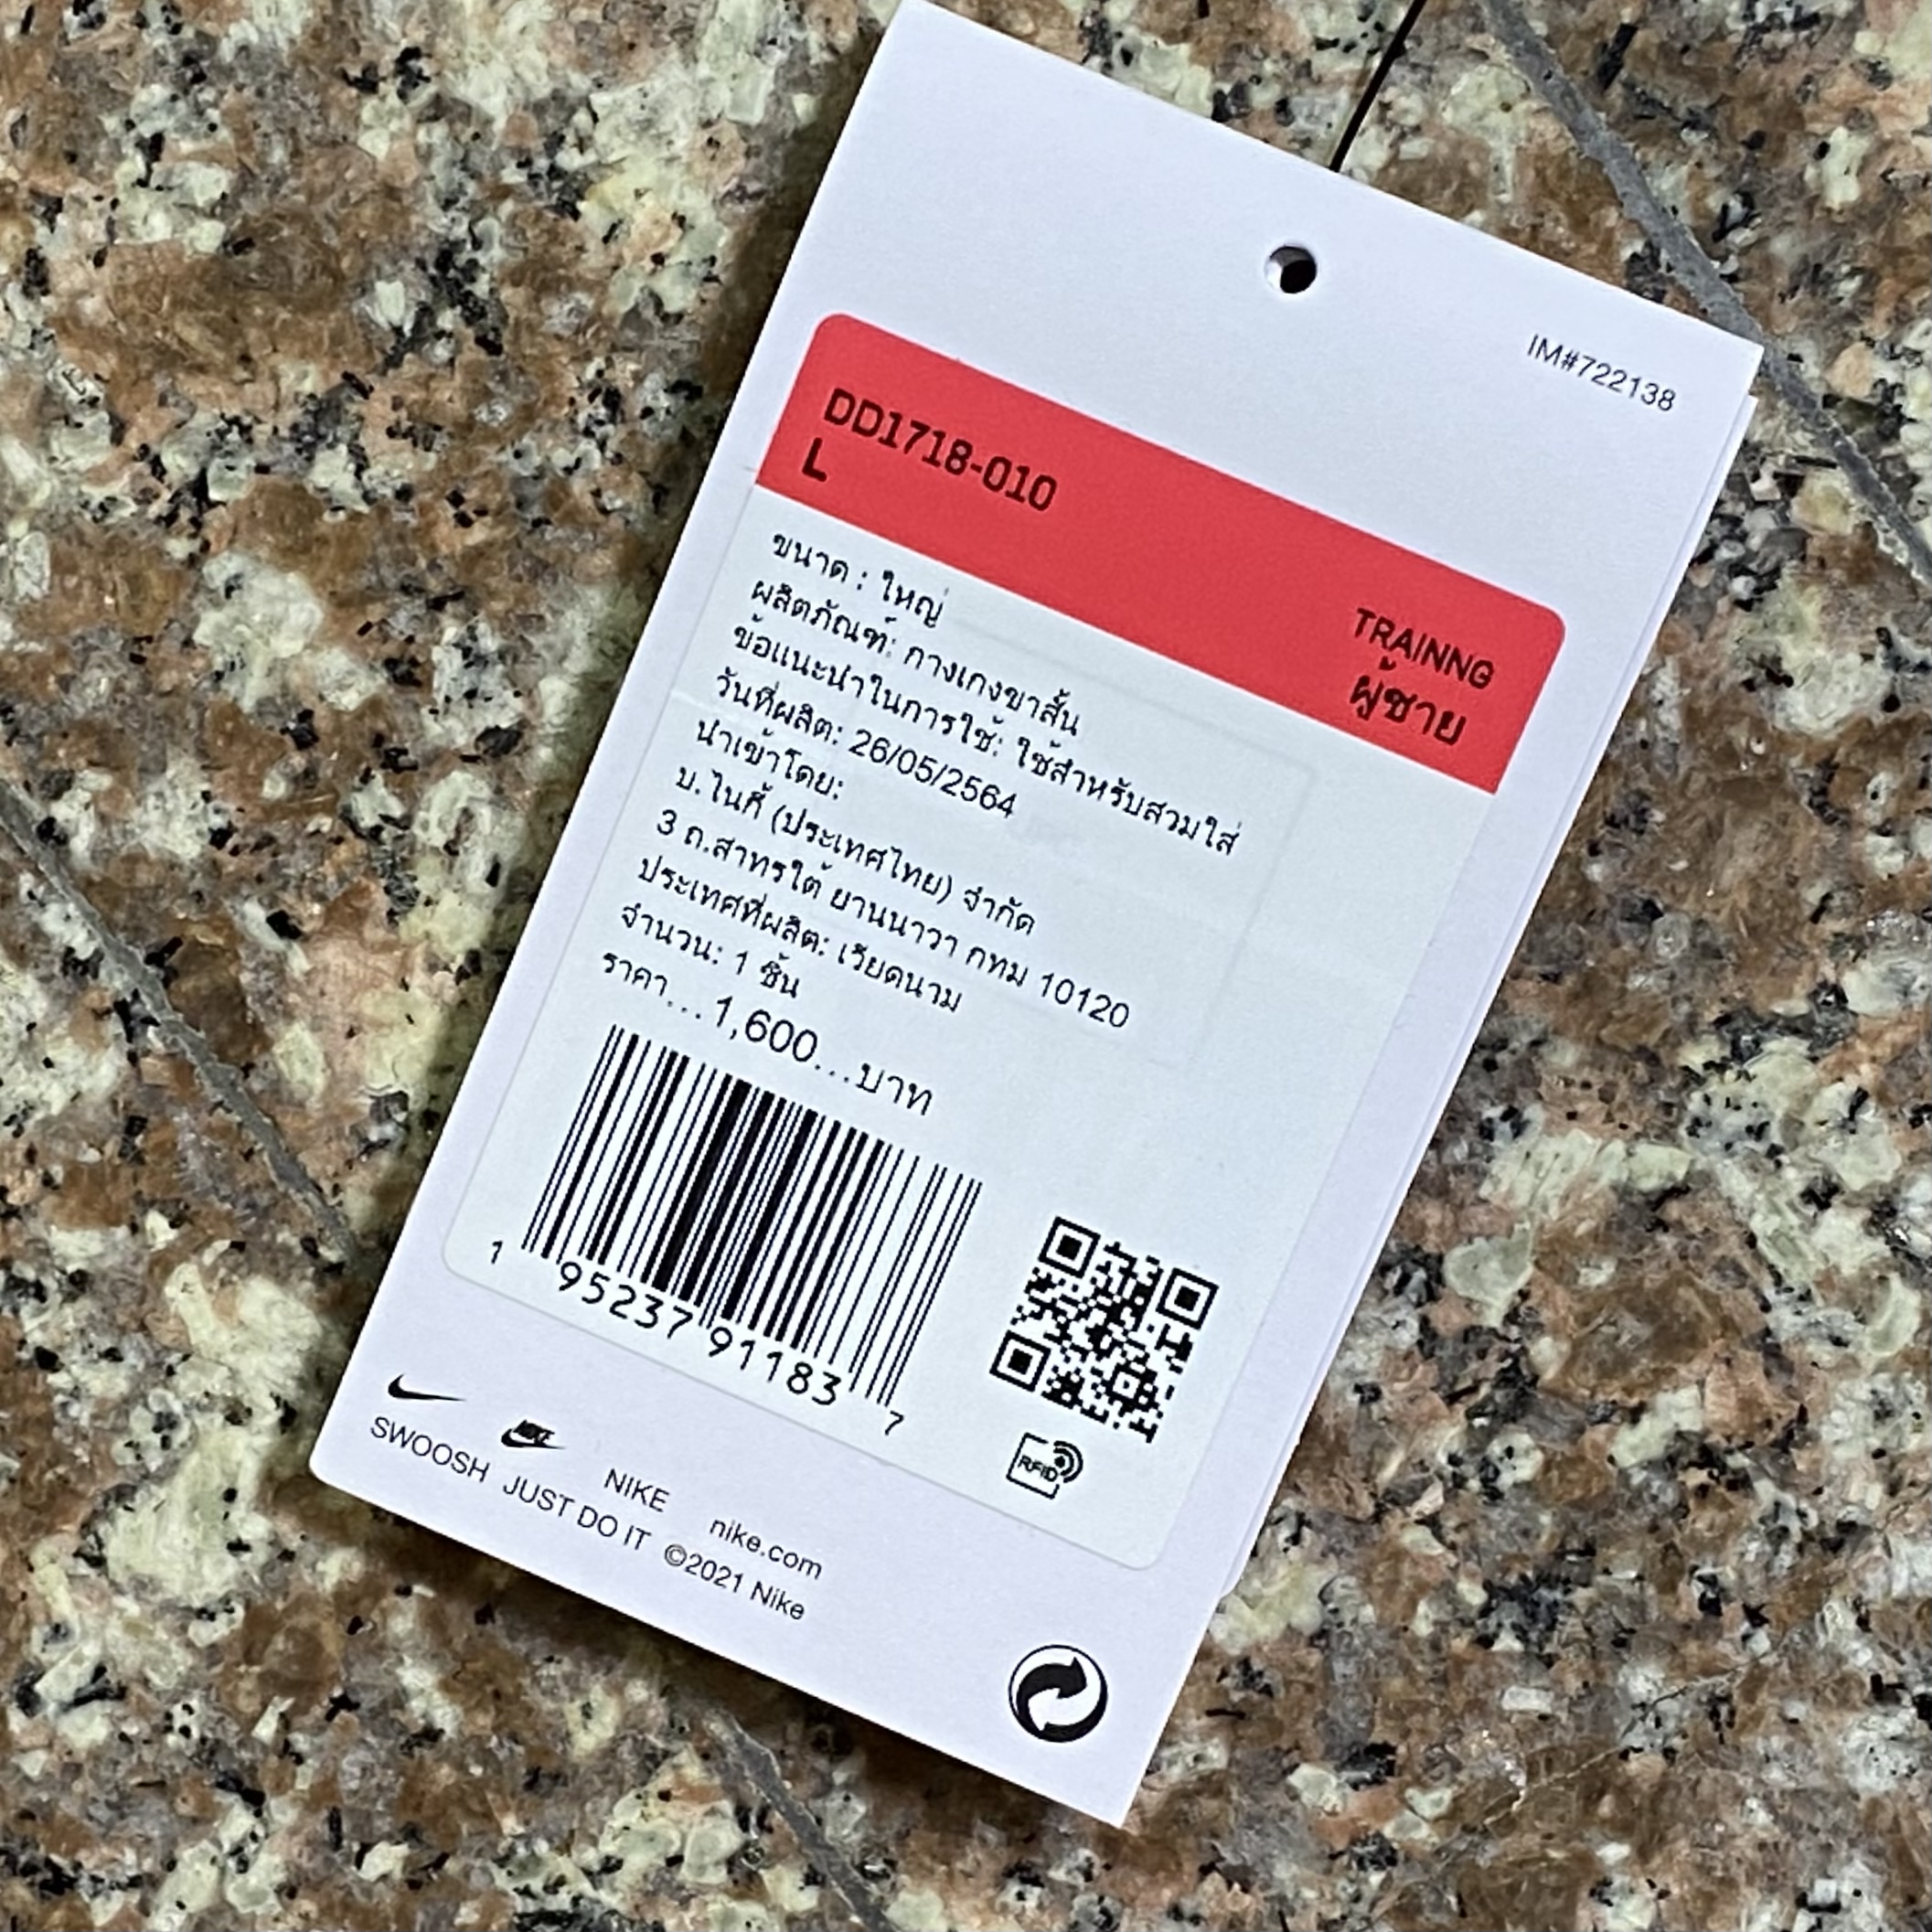 IM#722138
DD1718-010
L
TRAINNG
ผู้ชาย
ขนาด : ใหญ่
ผลิตภัณฑ์: กางเกงขาสั้น
ข้อแนะนำในการใช้: ใช้สำหรับสวมใส่
วันที่ผลิต: 26/05/2564
นำเข้าโดย:
บ.ไนกี้ (ประเทศไทย) จำกัด
3 ถ.สาทรใต้ ยานนาวา กทม 10120
ประเทศที่ผลิต: เวียดนาม
จำนวน: 1 ชิ้น
ราคา...1,600...บาท
1 95237 91183 7
RFID
NIKE NIKE nike.com
SWOOSH JUST DO IT ©2021 Nike